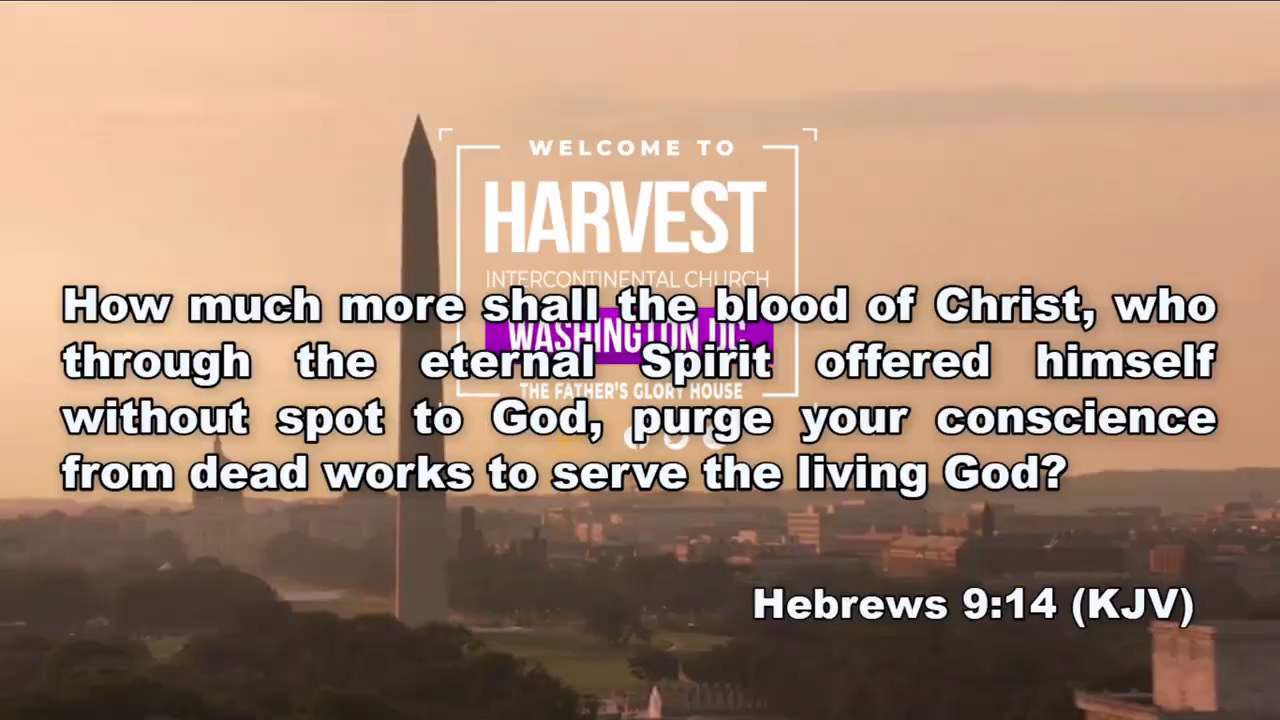 WELCOME TO
HARVEST
INTERCONTINENTAL CHURCH
WASHINGTON DC
THE FATHER'S GLORY HOUSE
How much more shall the blood of Christ, who
through the eternal Spirit offered himself
without spot to God, purge your conscience
from dead works to serve the living God?
Hebrews 9:14 (KJV)